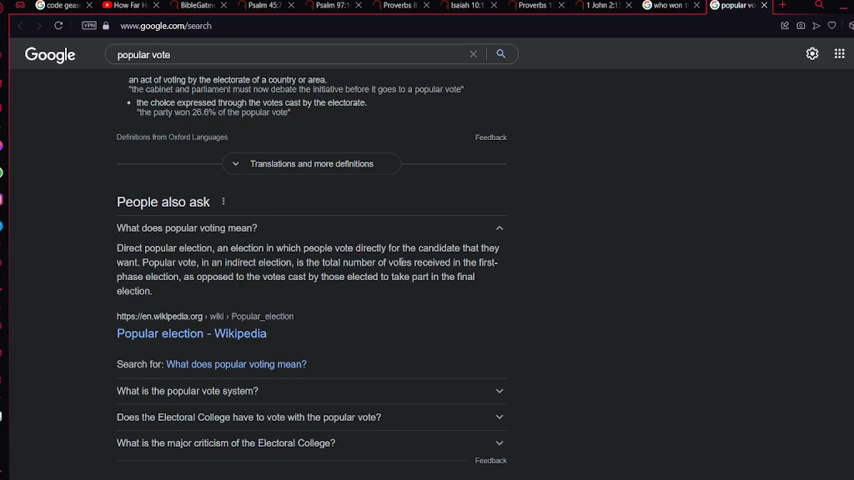 code geas
How Far H
BibleGatew
Psalm 45:7
Psalm 97:1
Proverbs 8
Isaiah 10:1
Proverbs 1
1 John 2:15
who won t
popular vo
VPN
www.google.com/search
Google
popular vote
an act of voting by the electorate of a country or area.
"the cabinet and parliament must now debate the initiative before it goes to a popular vote"
• the choice expressed through the votes cast by the electorate.
"the party won 26.6% of the popular vote"
Definitions from Oxford Languages
Feedback
Translations and more definitions
People also ask
What does popular voting mean?
Direct popular election, an election in which people vote directly for the candidate that they
want. Popular vote, in an indirect election, is the total number of votes received in the first-
phase election, as opposed to the votes cast by those elected to take part in the final
election.
https://en.wikipedia.org › wiki › Popular_election
Popular election - Wikipedia
Search for: What does popular voting mean?
What is the popular vote system?
Does the Electoral College have to vote with the popular vote?
What is the major criticism of the Electoral College?
Feedback